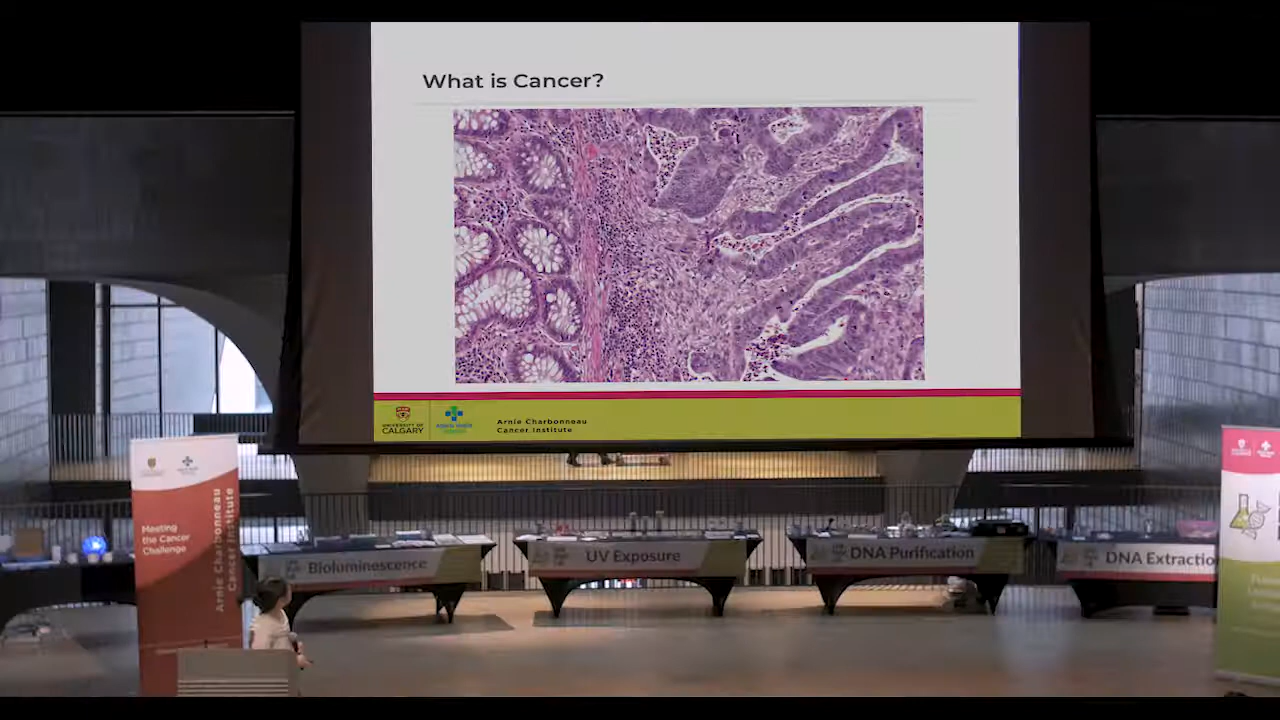 What is Cancer?
UNIVERSITY OF
CALGARY
Arnie Charbonneau
Cancer Institute
Meeting
the Cancer
Challenge
Arnie Charbonneau
Cancer Institute
Bioluminescence
UV Exposure
DNA Purification
DNA Extractio